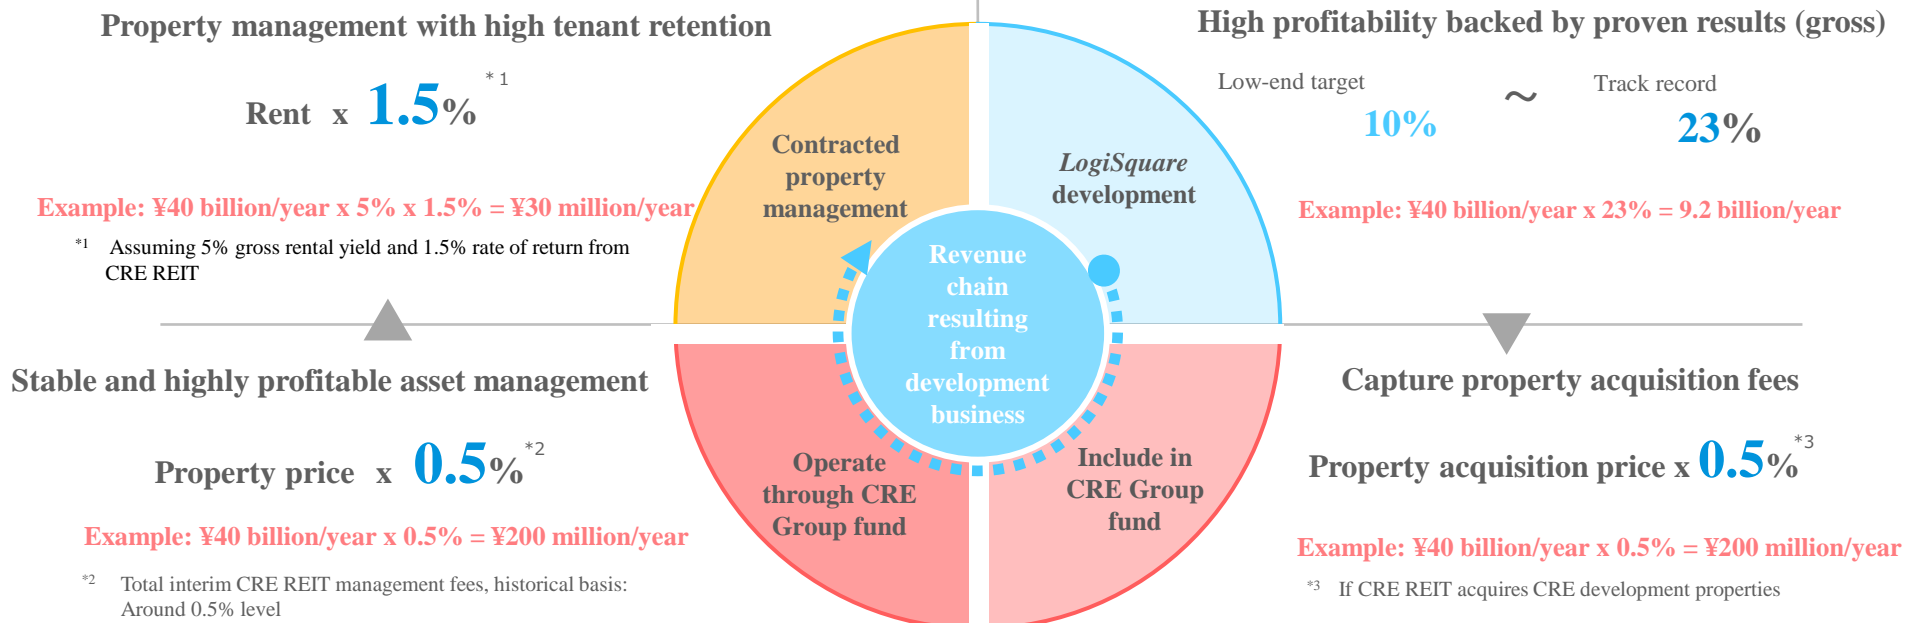 Property management with high tenant retention
Rent x 1.5% *1
Example: ¥40 billion/year x 5% x 1.5% = ¥30 million/year
*1 Assuming 5% gross rental yield and 1.5% rate of return from
CRE REIT
High profitability backed by proven results (gross)
Low-end target
10%
~
Track record
23%
Example: ¥40 billion/year x 23% = 9.2 billion/year
Contracted
property
management
LogiSquare
development
Revenue
chain
resulting
from
development
business
Operate
through CRE
Group fund
Include in
CRE Group
fund
Stable and highly profitable asset management
Property price x 0.5% *2
Example: ¥40 billion/year x 0.5% = ¥200 million/year
*2 Total interim CRE REIT management fees, historical basis:
Around 0.5% level
Capture property acquisition fees
Property acquisition price x 0.5% *3
Example: ¥40 billion/year x 0.5% = ¥200 million/year
*3 If CRE REIT acquires CRE development properties